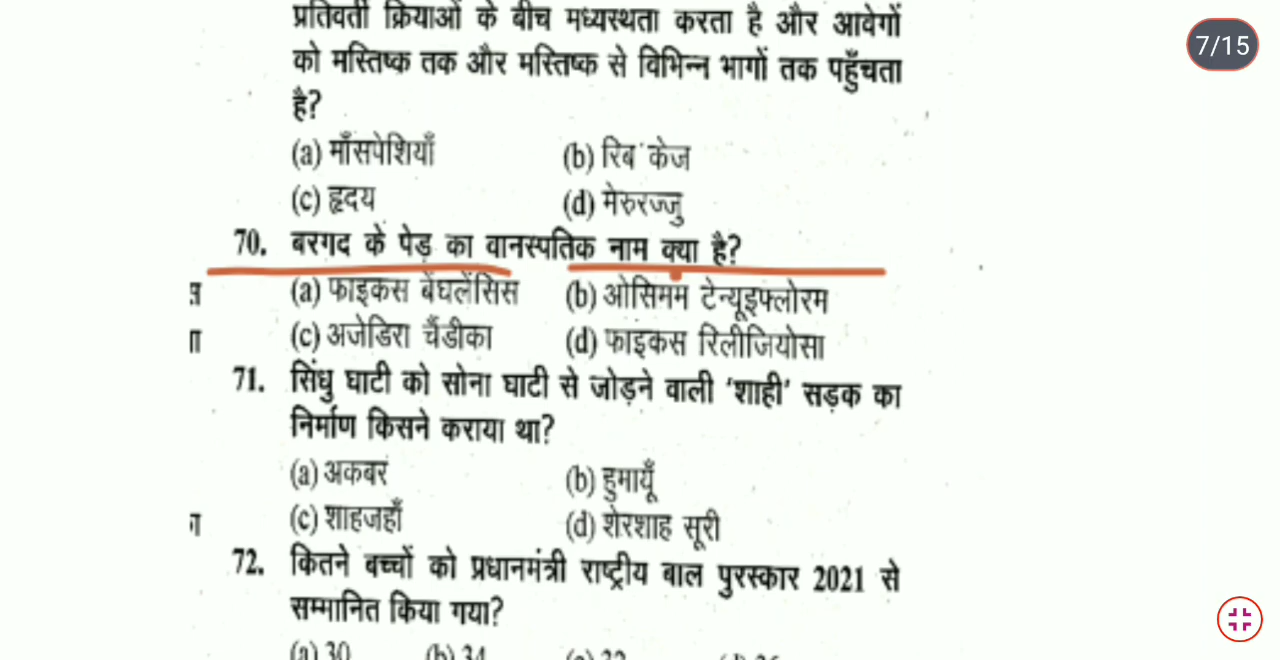 प्रतिवर्ती क्रियाओं के बीच मध्यस्थता करता है और आवेगों
7/15
को मस्तिष्क तक और मस्तिष्क से विभिन्न भागों तक पहुँचता
है?
(a) माँसपेशियाँ (b) रिब केज
(c) हृदय (d) मेरुरज्जु
70. बरगद के पेड़ का वानस्पतिक नाम क्या है?
(a) फाइकस बेंघलेंसिस (b) ओसिमम टेन्यूइफ्लोरम
(c) अजेडिरा चैंडीका (d) फाइकस रिलीजियोसा
71. सिंधु घाटी को सोना घाटी से जोड़ने वाली ‘शाही’ सड़क का
निर्माण किसने कराया था?
(a) अकबर (b) हुमायूँ
(c) शाहजहाँ (d) शेरशाह सूरी
72. कितने बच्चों को प्रधानमंत्री राष्ट्रीय बाल पुरस्कार 2021 से
सम्मानित किया गया?
(a) 30 (b) 34